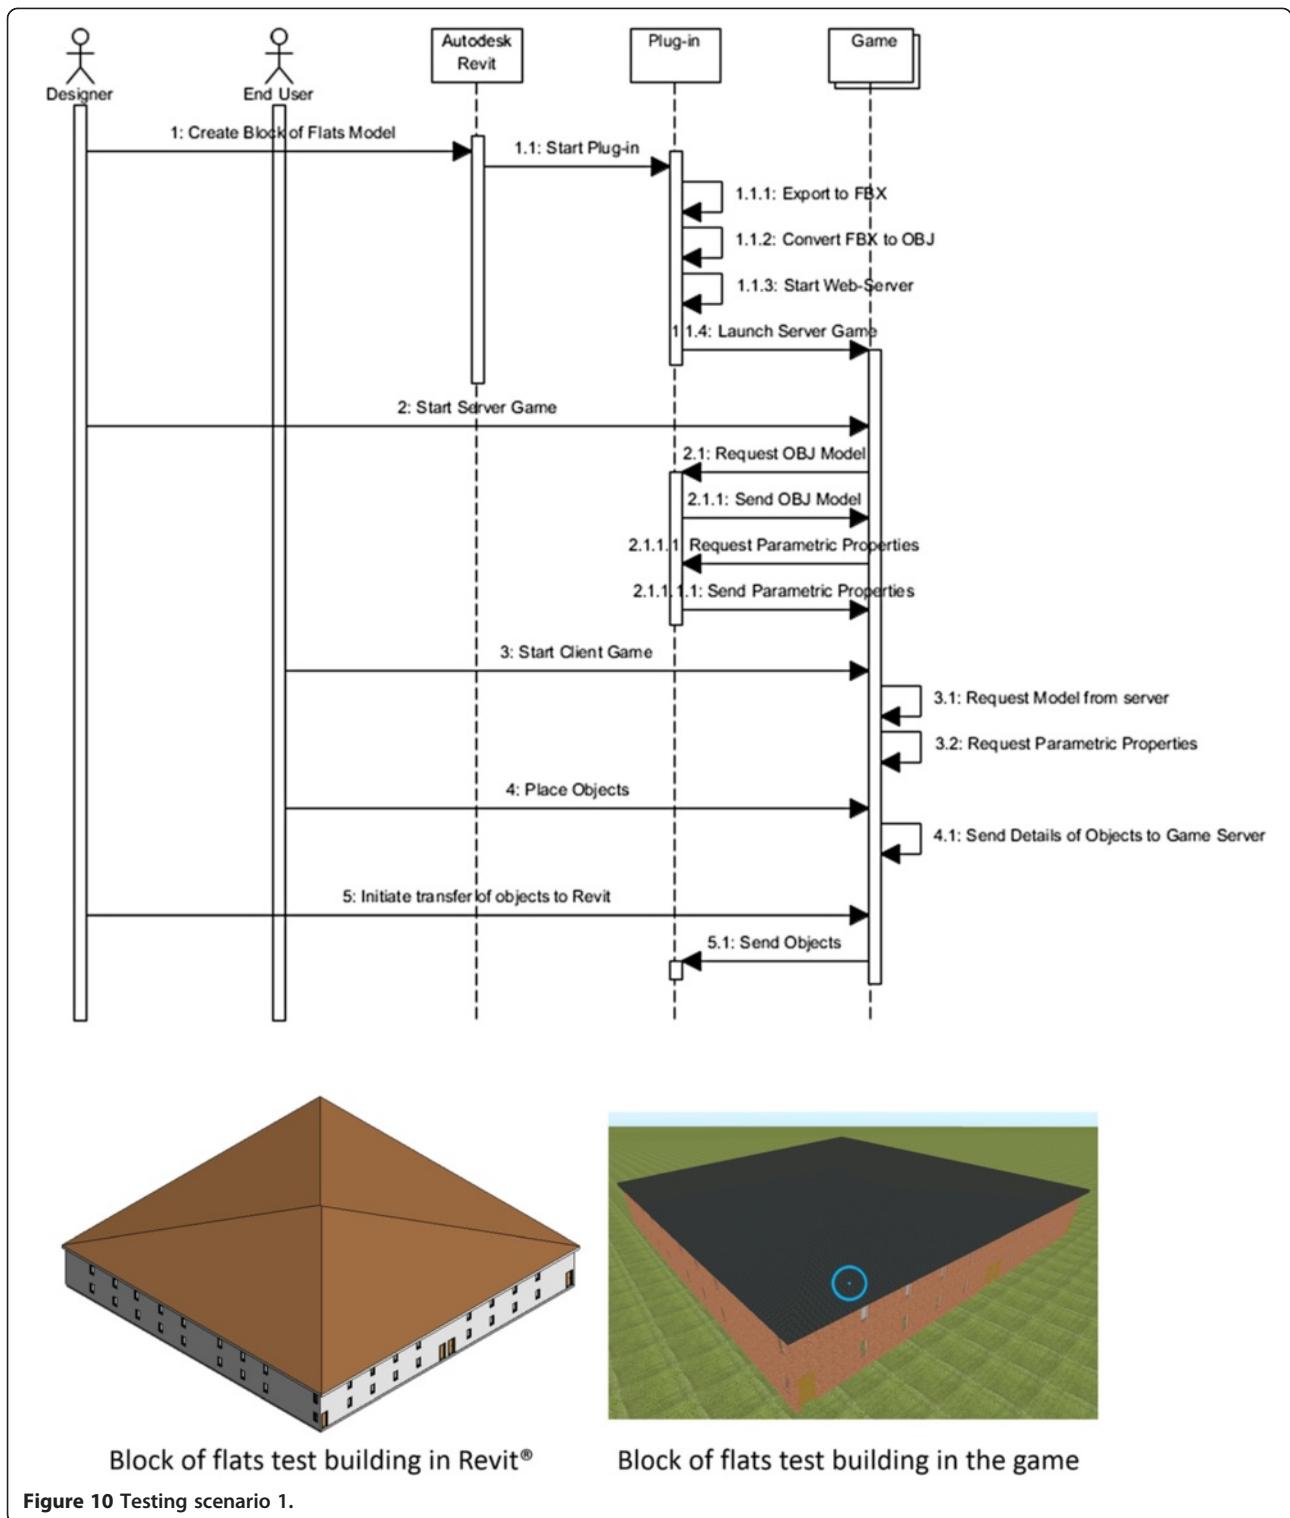 Designer
End User
Autodesk
Revit
Plug-in
Game
1: Create Block of Flats Model
1.1: Start Plug-in
1.1.1: Export to FBX
1.1.2: Convert FBX to OBJ
1.1.3: Start Web-Server
1.1.4: Launch Server Game
2: Start Server Game
2.1: Request OBJ Model
2.1.1: Send OBJ Model
2.1.1.1: Request Parametric Properties
2.1.1.1.1: Send Parametric Properties
3: Start Client Game
3.1: Request Model from server
3.2: Request Parametric Properties
4: Place Objects
4.1: Send Details of Objects to Game Server
5: Initiate transfer of objects to Revit
5.1: Send Objects
Block of flats test building in Revit®
Block of flats test building in the game
Figure 10 Testing scenario 1.